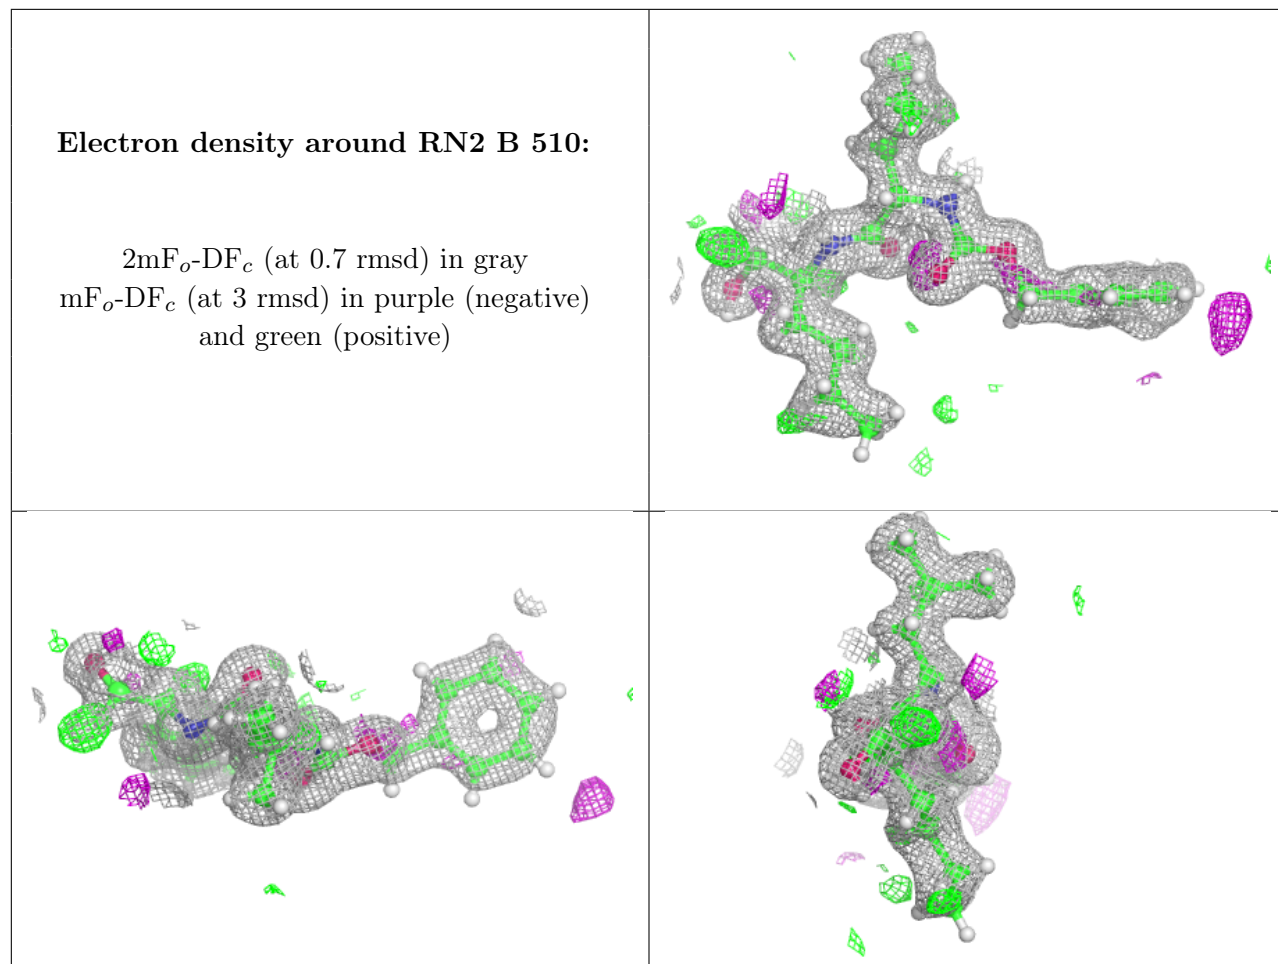 Electron density around RN2 B 510:
2mFo-DFc (at 0.7 rmsd) in gray
mFo-DFc (at 3 rmsd) in purple (negative)
and green (positive)